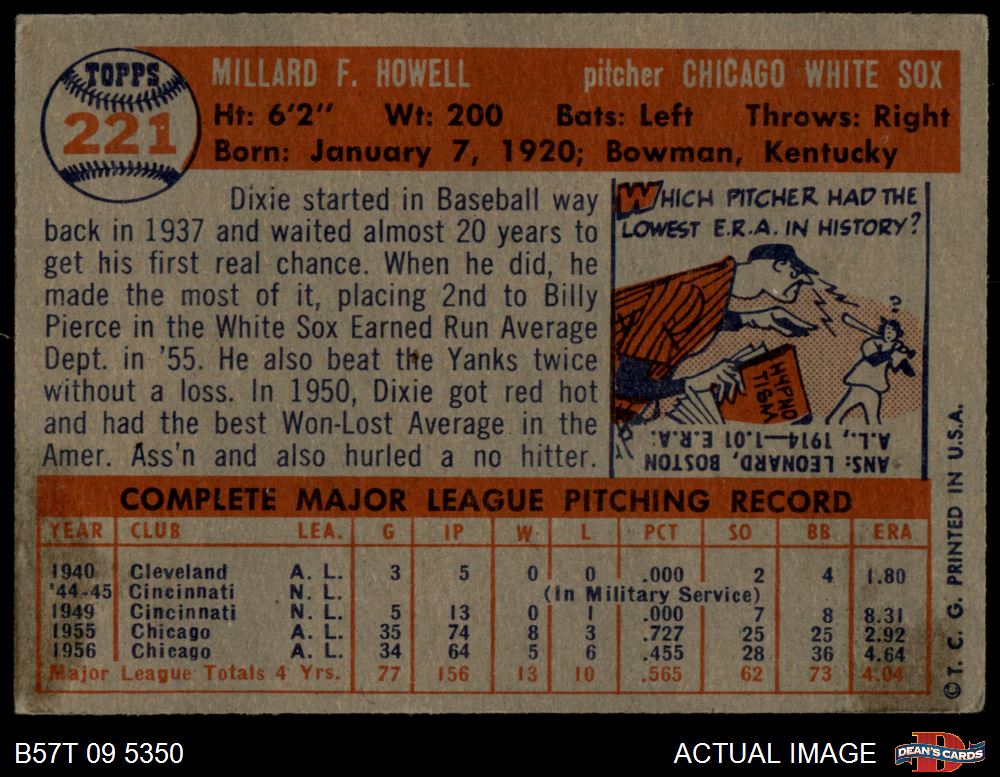 TOPPS
221
MILLARD F. HOWELL pitcher CHICAGO WHITE SOX
Ht: 6'2" Wt: 200 Bats: Left Throws: Right
Born: January 7, 1920; Bowman, Kentucky
Dixie started in Baseball way
back in 1937 and waited almost 20 years to
get his first real chance. When he did, he
made the most of it, placing 2nd to Billy
Pierce in the White Sox Earned Run Average
Dept. in '55. He also beat the Yanks twice
without a loss. In 1950, Dixie got red hot
and had the best Won-Lost Average in the
Amer. Ass'n and also hurled a no hitter.
WHICH PITCHER HAD THE
LOWEST E.R.A. IN HISTORY?
?
HYPNO
TISM
ANS: LEONARD, BOSTON
A.L., 1914—1.01 E.R.A.
COMPLETE MAJOR LEAGUE PITCHING RECORD
YEAR CLUB LEA. G IP W L PCT SO BB ERA
1940 Cleveland A. L. 3 5 0 0 .000 2 4 1.80
'44-45 Cincinnati N. L. (In Military Service)
1949 Cincinnati N. L. 5 13 0 1 .000 7 8 8.31
1955 Chicago A. L. 35 74 8 3 .727 25 25 2.92
1956 Chicago A. L. 34 64 5 6 .455 28 36 4.64
Major League Totals 4 Yrs. 77 156 13 10 .565 62 73 4.04
© T. C. G. PRINTED IN U.S.A.
B57T 09 5350
ACTUAL IMAGE
D
DEAN'S CARDS